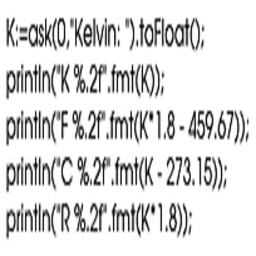 K:=ask(0,"Kelvin: ").toFloat();
println("K %.2f".fmt(K));
println("F %.2f".fmt(K*1.8 - 459.67));
println("C %.2f".fmt(K - 273.15));
println("R %.2f".fmt(K*1.8));